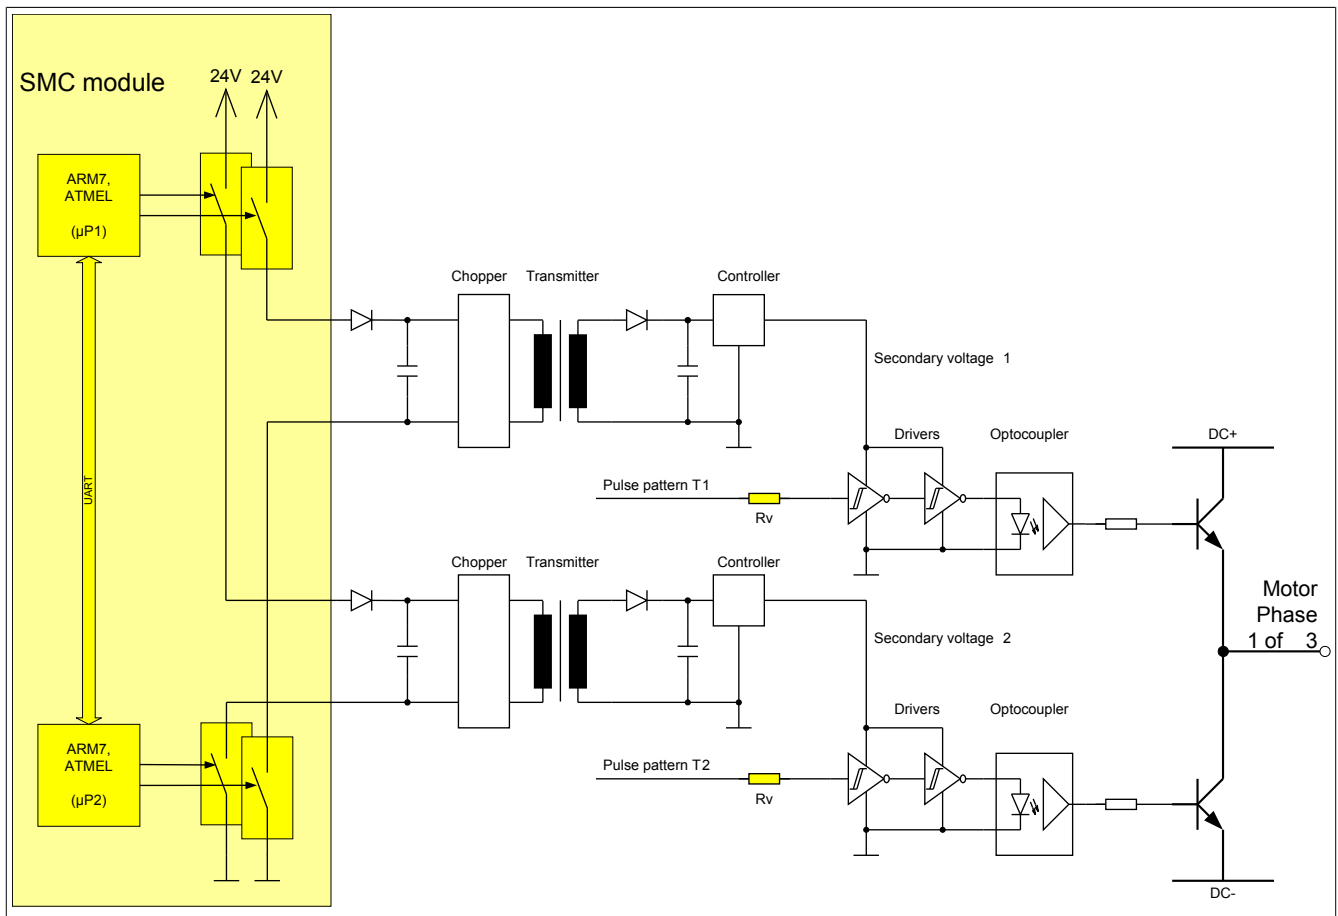 SMC module
24V 24V
ARM7,
ATMEL
(µP1)
UART
ARM7,
ATMEL
(µP2)
Chopper
Transmitter
Controller
Secondary voltage 1
Drivers
Optocoupler
Pulse pattern T1
Rv
DC+
Chopper
Transmitter
Controller
Secondary voltage 2
Drivers
Optocoupler
Pulse pattern T2
Rv
Motor
Phase
1 of 3
DC-